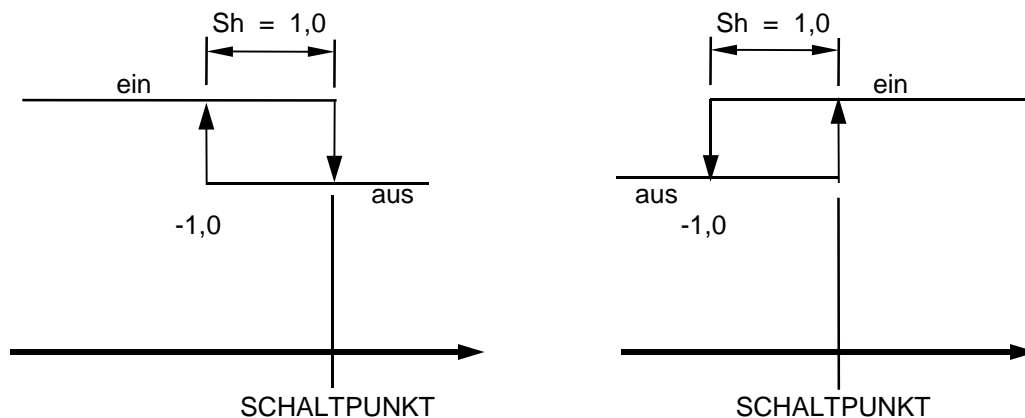 Sh = 1,0
ein
aus
-1,0
SCHALTPUNKT
Sh = 1,0
ein
aus
-1,0
SCHALTPUNKT